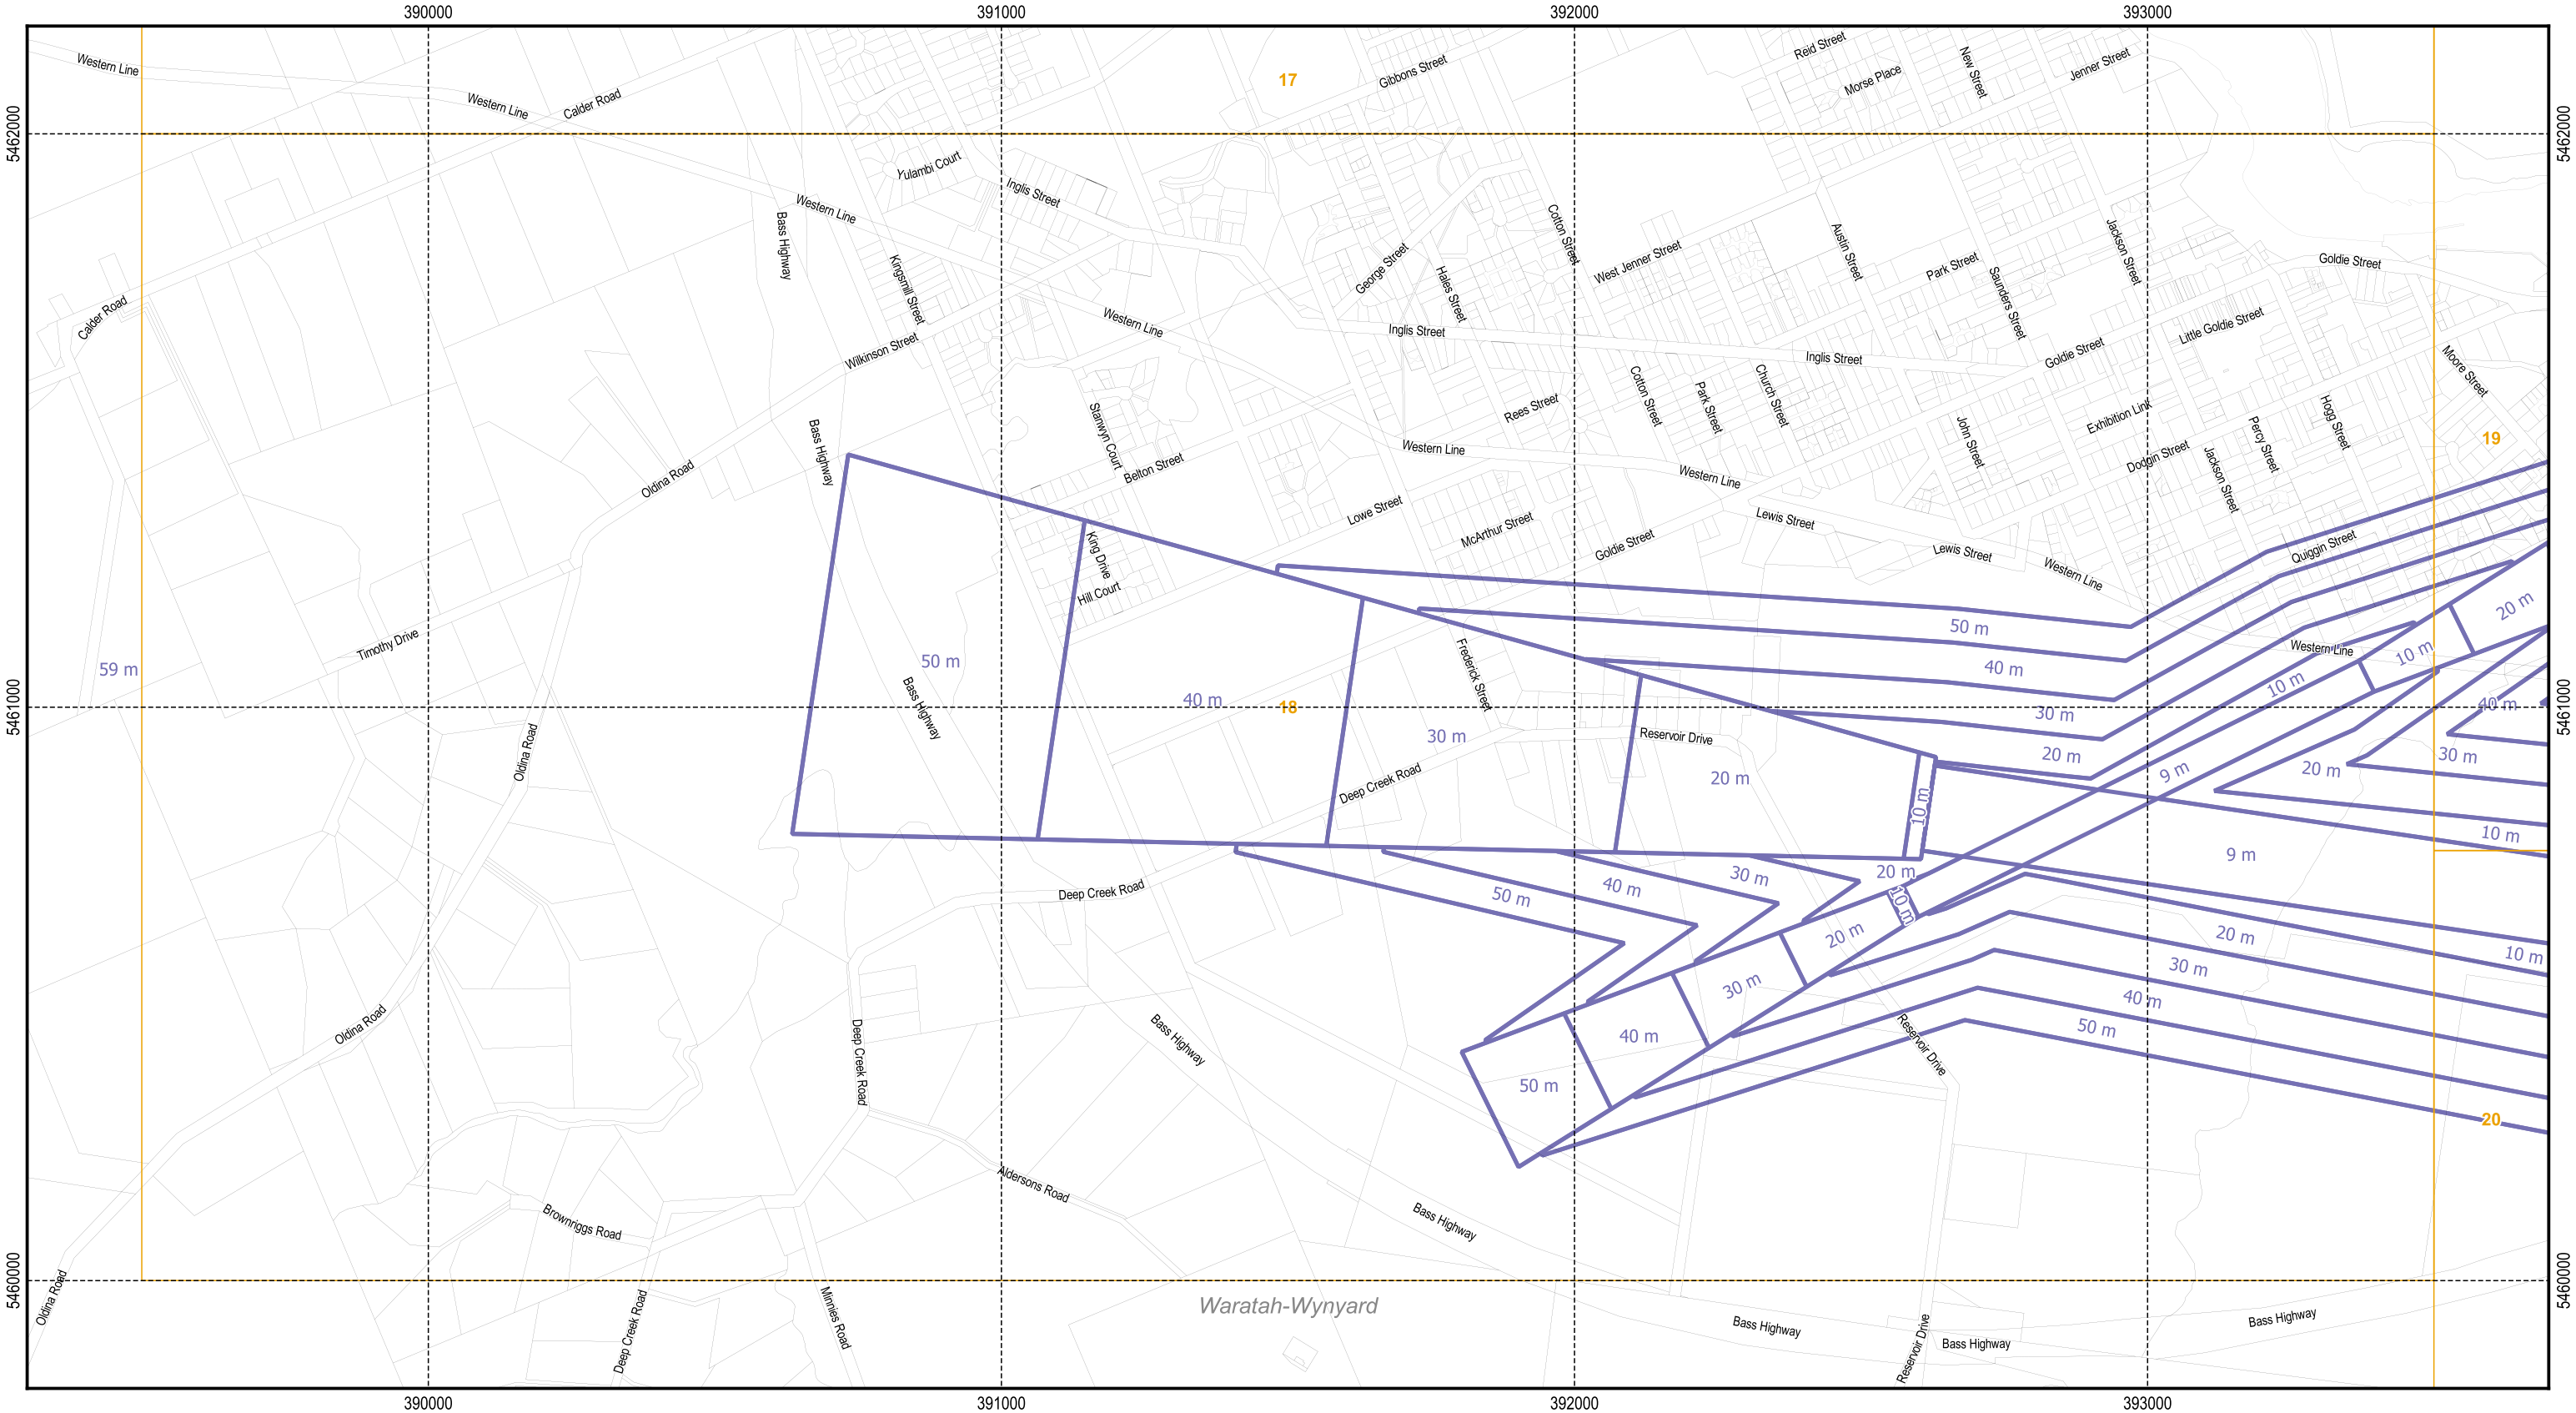 390000
391000
392000
393000
5462000
5462000
5461000
5461000
5460000
5460000
Western Line
Western Line
Calder Road
17
Gibbons Street
Reid Street
Morse Place
New Street
Jenner Street
Yulambi Court
Inglis Street
Western Line
Bass Highway
Kingsmill Street
George Street
Hales Street
Cotton Street
West Jenner Street
Austin Street
Park Street
Saunders Street
Jackson Street
Goldie Street
Calder Road
Wilkinson Street
Western Line
Inglis Street
Inglis Street
Goldie Street
Little Goldie Street
Moore Street
Stanwyn Court
Belton Street
Bass Highway
Oldina Road
Rees Street
Cotton Street
Park Street
Church Street
John Street
Exhibition Link
Dodgin Street
Jackson Street
Percy Street
Hogg Street
19
Western Line
Western Line
Lowe Street
McArthur Street
Goldie Street
Lewis Street
Lewis Street
Western Line
Quiggin Street
King Drive
Hill Court
Timothy Drive
59 m
50 m
Bass Highway
40 m
18
30 m
Frederick Street
Reservoir Drive
20 m
10 m
50 m
40 m
30 m
20 m
Western Line
10 m
10 m
20 m
9 m
40 m
30 m
20 m
10 m
9 m
Oldina Road
Deep Creek Road
Deep Creek Road
50 m
40 m
30 m
20 m
10 m
20 m
30 m
40 m
50 m
20 m
10 m
30 m
40 m
50 m
20
Oldina Road
Deep Creek Road
Bass Highway
Reservoir Drive
Aldersons Road
Brownriggs Road
Bass Highway
Oldina Road
Deep Creek Road
Minnies Road
Waratah-Wynyard
Bass Highway
Reservoir Drive
Bass Highway
Bass Highway
390000
391000
392000
393000